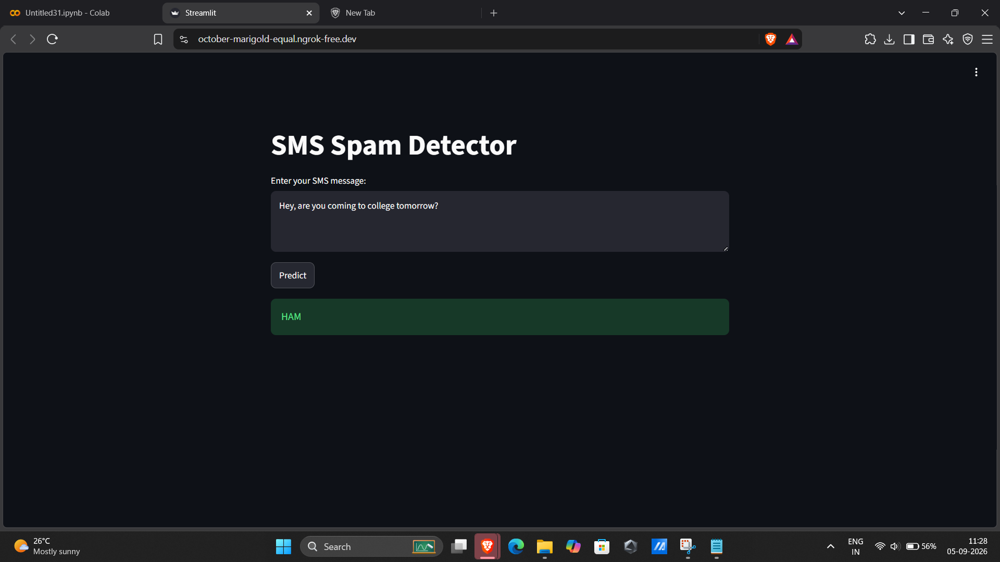 Untitled31.ipynb - Colab
Streamlit
New Tab
october-marigold-equal.ngrok-free.dev
SMS Spam Detector
Enter your SMS message:
Hey, are you coming to college tomorrow?
Predict
HAM
26°C
Mostly sunny
Search
ENG
IN
56%
11:28
05-09-2026